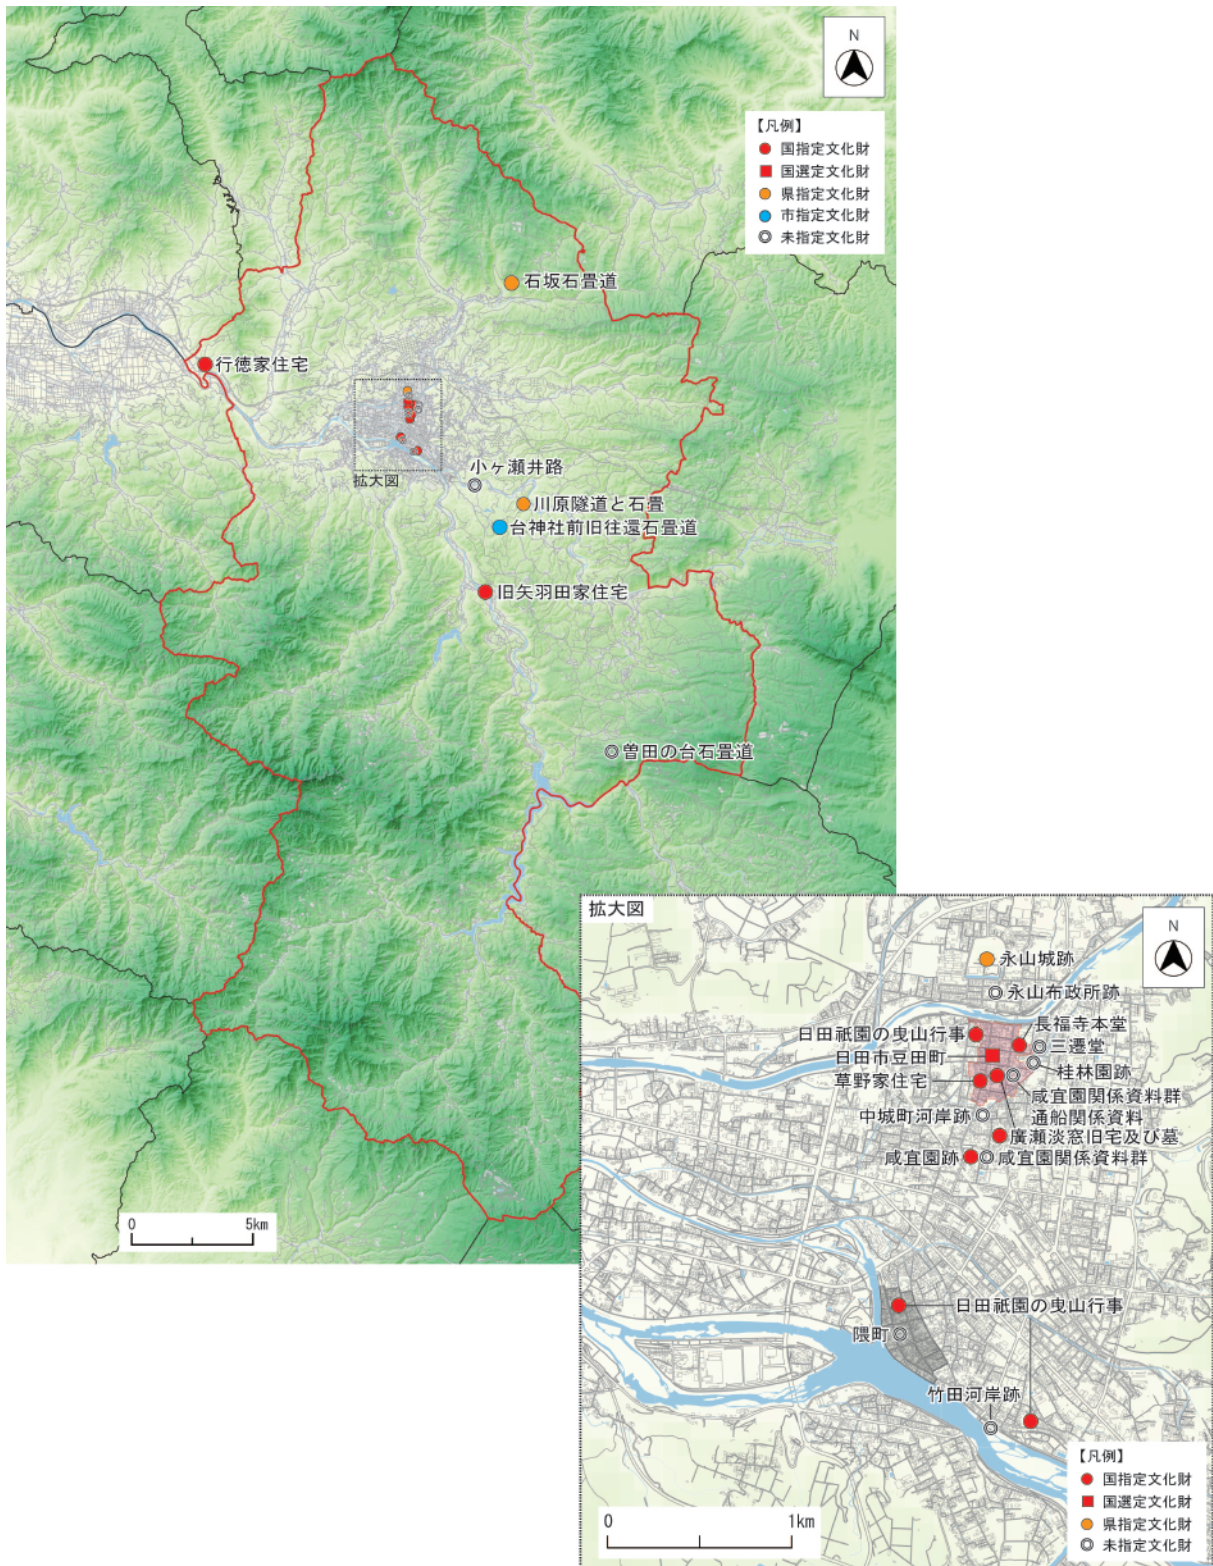 N
【凡例】
国指定文化財
国選定文化財
県指定文化財
市指定文化財
未指定文化財
石坂石畳道
行徳家住宅
拡大図
小ヶ瀬井路
川原隧道と石畳
台神社前旧往還石畳道
旧矢羽田家住宅
曽田の台石畳道
0 5km
拡大図
N
永山城跡
永山布政所跡
日田祇園の曳山行事
長福寺本堂
日田市豆田町
三遷堂
草野家住宅
桂林園跡
咸宜園関係資料群
中城町河岸跡
通船関係資料
廣瀬淡窓旧宅及び墓
咸宜園跡
咸宜園関係資料群
日田祇園の曳山行事
隈町
竹田河岸跡
0 1km
【凡例】
国指定文化財
国選定文化財
県指定文化財
未指定文化財